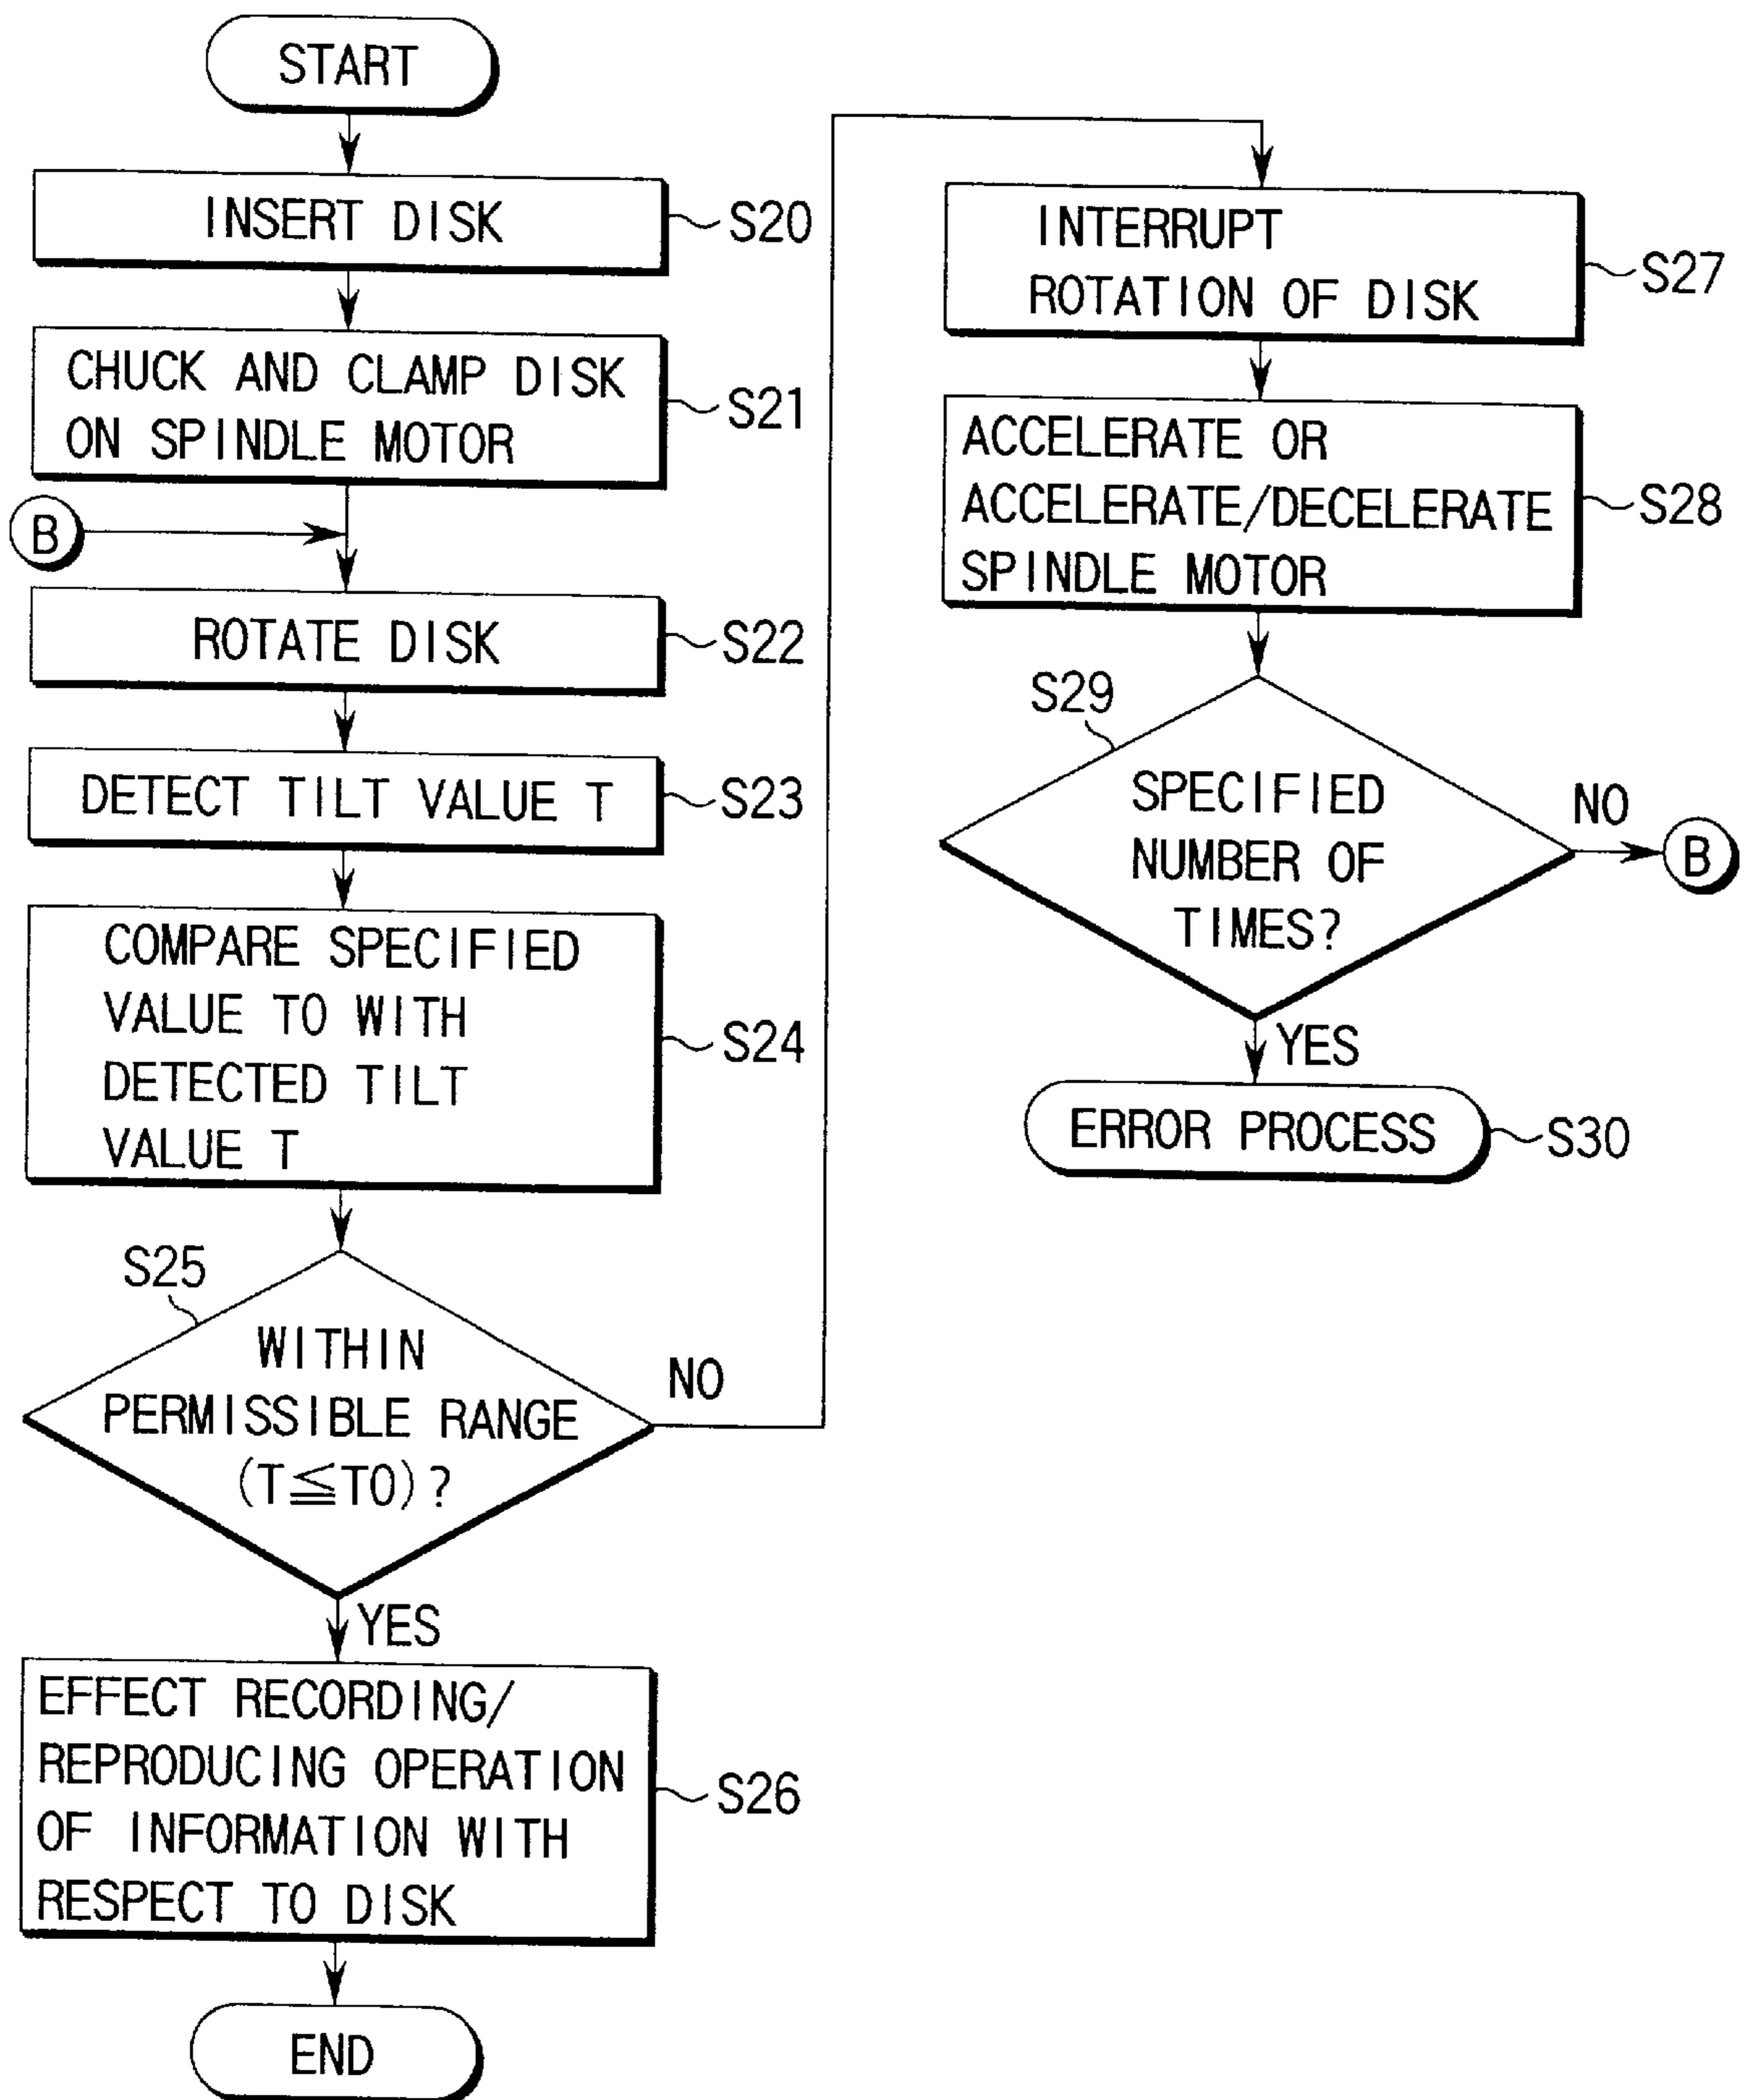 START
INSERT DISK
S20
CHUCK AND CLAMP DISK
ON SPINDLE MOTOR
S21
B
ROTATE DISK
S22
DETECT TILT VALUE T
S23
COMPARE SPECIFIED
VALUE T0 WITH
DETECTED TILT
VALUE T
S24
S25
WITHIN
PERMISSIBLE RANGE
(T≦T0)?
NO
YES
EFFECT RECORDING/
REPRODUCING OPERATION
OF INFORMATION WITH
RESPECT TO DISK
S26
END
INTERRUPT
ROTATION OF DISK
S27
ACCELERATE OR
ACCELERATE/DECELERATE
SPINDLE MOTOR
S28
S29
SPECIFIED
NUMBER OF
TIMES?
NO
B
YES
ERROR PROCESS
S30